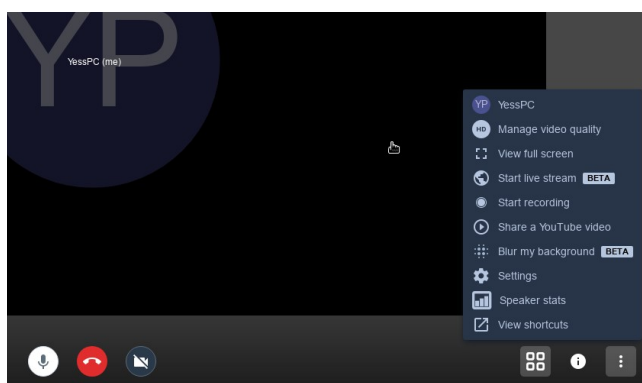 YP
YessPC (me)
YP YessPC
HD Manage video quality
View full screen
Start live stream BETA
Start recording
Share a YouTube video
Blur my background BETA
Settings
Speaker stats
View shortcuts